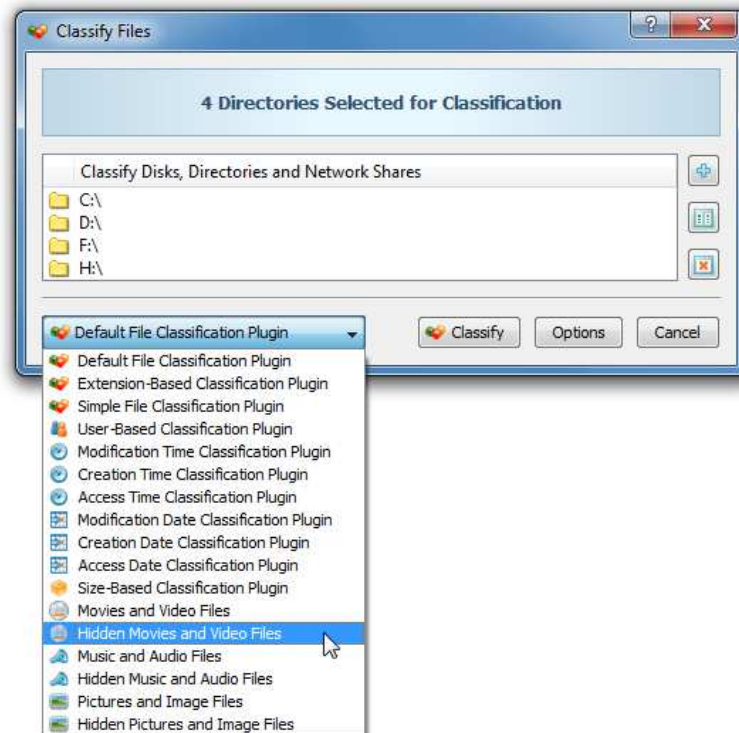 Classify Files
?
X
4 Directories Selected for Classification
Classify Disks, Directories and Network Shares
C:\
D:\
F:\
H:\
Default File Classification Plugin
Classify
Options
Cancel
Default File Classification Plugin
Extension-Based Classification Plugin
Simple File Classification Plugin
User-Based Classification Plugin
Modification Time Classification Plugin
Creation Time Classification Plugin
Access Time Classification Plugin
Modification Date Classification Plugin
Creation Date Classification Plugin
Access Date Classification Plugin
Size-Based Classification Plugin
Movies and Video Files
Hidden Movies and Video Files
Music and Audio Files
Hidden Music and Audio Files
Pictures and Image Files
Hidden Pictures and Image Files